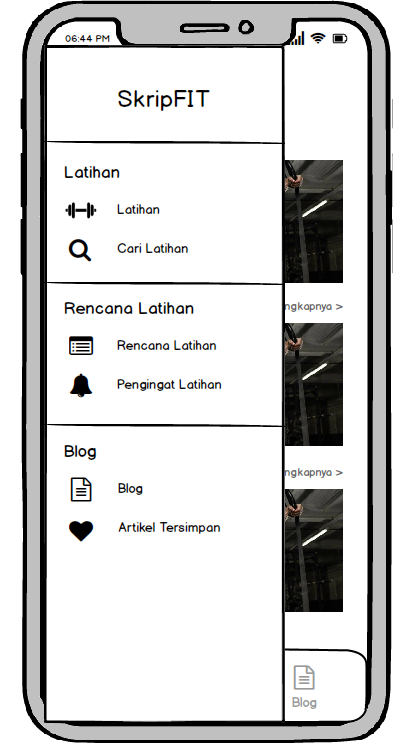 06:44 PM
SkripFIT
Latihan
Latihan
Cari Latihan
ngkapnya >
Rencana Latihan
Rencana Latihan
Pengingat Latihan
Blog
ngkapnya >
Blog
Artikel Tersimpan
Blog